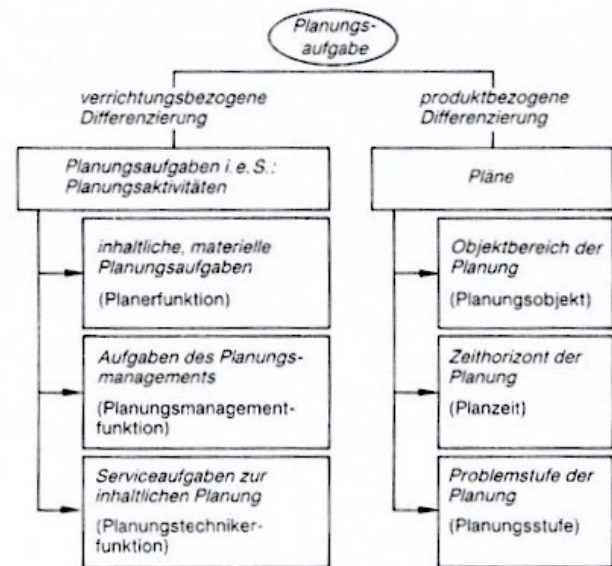 Planungs-
aufgabe
verrichtungsbezogene
Differenzierung
produktbezogene
Differenzierung
Planungsaufgaben i. e. S.:
Planungsaktivitäten
Pläne
inhaltliche, materielle
Planungsaufgaben
(Planerfunktion)
Aufgaben des Planungs-
managements
(Planungsmanagement-
funktion)
Serviceaufgaben zur
inhaltlichen Planung
(Planungstechniker-
funktion)
Objektbereich der
Planung
(Planungsobjekt)
Zeithorizont der
Planung
(Planzeit)
Problemstufe der
Planung
(Planungsstufe)